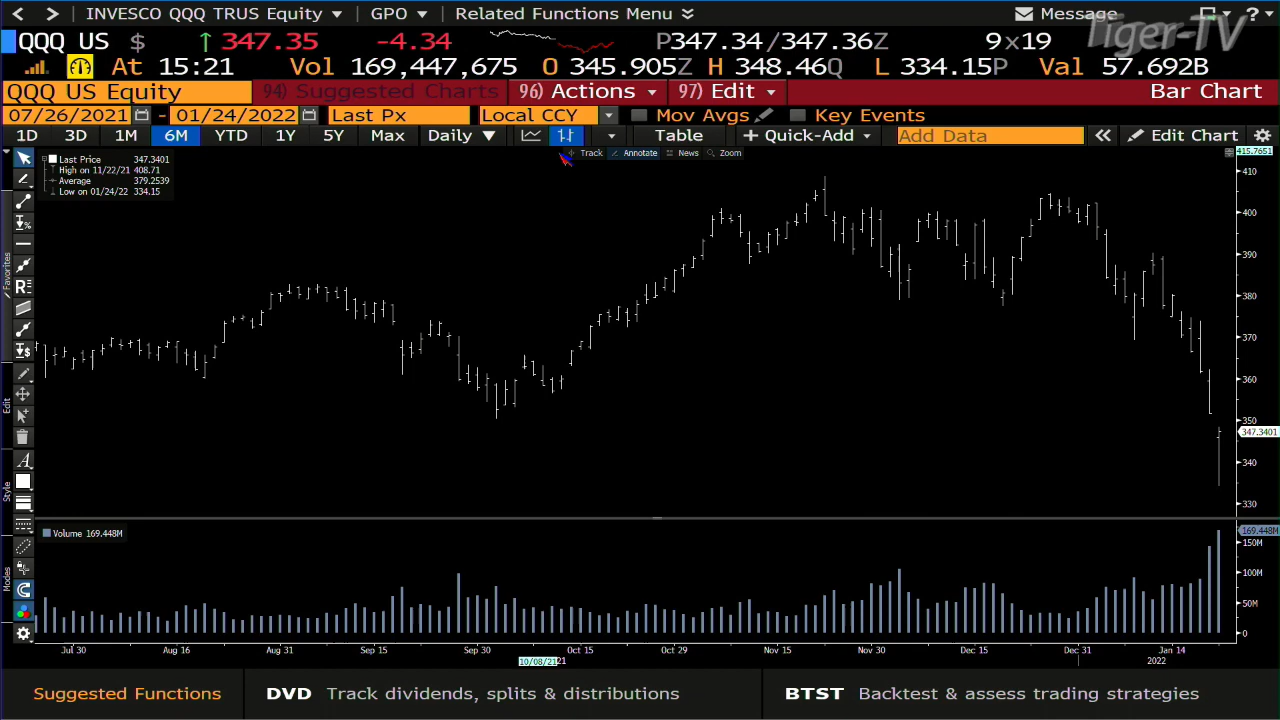 < > INVESCO QQQ TRUS Equity GPO Related Functions Menu Message ?
Tiger-TV
QQQ US $ ↑ 347.35 -4.34 P347.34/347.36Z 9x19
At 15:21 Vol 169,447,675 O 345.905Z H 348.46Q L 334.15P Val 57.692B
QQQ US Equity 94) Suggested Charts 96) Actions 97) Edit Bar Chart
07/26/2021 - 01/24/2022 Last Px Local CCY Mov Avgs Key Events
1D 3D 1M 6M YTD 1Y 5Y Max Daily Table + Quick-Add Add Data Edit Chart
Track Annotate News Zoom
Last Price 347.3401
High on 11/22/21 408.71
Average 379.2539
Low on 01/24/22 334.15
415.7651
410
400
390
380
370
360
350
347.3401
340
330
Favorites
Edit
Style
Modes
Volume 169.448M
169.448M
150M
100M
50M
0
Jul 30 Aug 16 Aug 31 Sep 15 Sep 30 Oct 15 Oct 29 Nov 15 Nov 30 Dec 15 Dec 31 Jan 14
10/08/21 21 2022
Suggested Functions DVD Track dividends, splits & distributions BTST Backtest & assess trading strategies